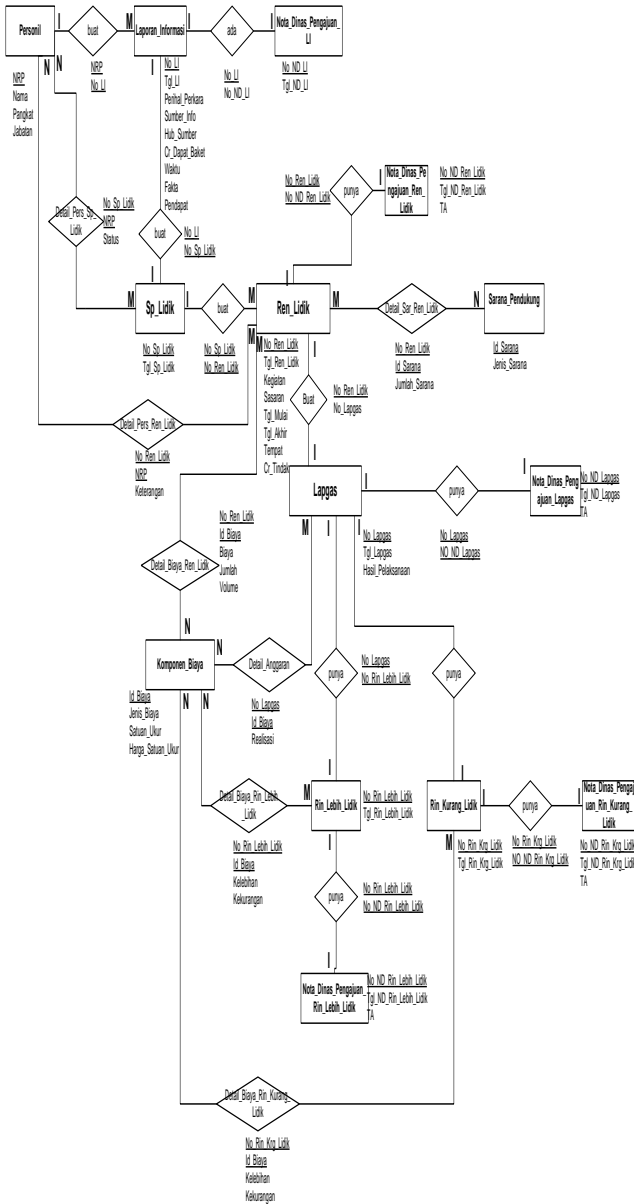 Personil
I
buat
M
Laporan_Informasi
I
ada
I
Nota_Dinas_Pengajuan_
LI
N
N
I
NRP
Nama
Pangkat
Jabatan
NRP
No_LI
No_LI
Tgl_LI
Perihal_Perkara
Sumber_Info
Hub_Sumber
Cr_Dapat_Baket
Waktu
Fakta
Pendapat
No_LI
No_ND_LI
No_ND_LI
Tgl_ND_LI
Detail_Pers_Sp_
Lidik
No_Sp_Lidik
NRP
Status
buat
No_LI
No_Sp_Lidik
No_Ren_Lidik
No_ND_Ren_Lidik
punya
I
Nota_Dinas_Pe
ngajuan_Ren_
Lidik
No_ND_Ren_Lidik
Tgl_ND_Ren_Lidik
TA
M
I
Sp_Lidik
I
buat
M
I
Ren_Lidik
M
Detail_Sar_Ren_Lidik
N
Sarana_Pendukung
No_Sp_Lidik
Tgl_Sp_Lidik
No_Sp_Lidik
No_Ren_Lidik
M
M
No_Ren_Lidik
Tgl_Ren_Lidik
Kegiatan
Sasaran
Tgl_Mulai
Tgl_Akhir
Tempat
Cr_Tindak
I
No_Ren_Lidik
Id_Sarana
Jumlah_Sarana
Id_Sarana
Jenis_Sarana
Buat
No_Ren_Lidik
No_Lapgas
Detail_Pers_Ren_Lidik
No_Ren_Lidik
NRP
Keterangan
I
Lapgas
I
punya
I
Nota_Dinas_Peng
ajuan_Lapgas
No_ND_Lapgas
Tgl_ND_Lapgas
TA
M
I
I
No_Lapgas
Tgl_Lapgas
Hasil_Pelaksanaan
No_Lapgas
NO_ND_Lapgas
Detail_Biaya_Ren_Lidik
No_Ren_Lidik
Id_Biaya
Biaya
Jumlah
Volume
N
Komponen_Biaya
N
Detail_Anggaran
punya
No_Lapgas
No_Rin_Lebih_Lidik
punya
Id_Biaya
Jenis_Biaya
Satuan_Ukur
Harga_Satuan_Ukur
N
N
No_Lapgas
Id_Biaya
Realisasi
Detail_Biaya_Rin_Lebih
_Lidik
M
I
Rin_Lebih_Lidik
No_Rin_Lebih_Lidik
Tgl_Rin_Lebih_Lidik
I
Rin_Kurang_Lidik
I
punya
I
Nota_Dinas_Pengaj
uan_Rin_Kurang_
Lidik
No_Rin_Lebih_Lidik
Id_Biaya
Kelebihan
Kekurangan
I
M
No_Rin_Krg_Lidik
Tgl_Rin_Krg_Lidik
No_Rin_Krg_Lidik
NO_ND_Rin_Krg_Lidik
No_ND_Rin_Krg_Lidik
Tgl_ND_Rin_Krg_Lidik
TA
punya
No_Rin_Lebih_Lidik
No_ND_Rin_Lebih_Lidik
I
Nota_Dinas_Pengajuan_
Rin_Lebih_Lidik
No_ND_Rin_Lebih_Lidik
Tgl_ND_Rin_Lebih_Lidik
TA
Detail_Biaya_Rin_Kurang_
Lidik
No_Rin_Krg_Lidik
Id_Biaya
Kelebihan
Kekurangan